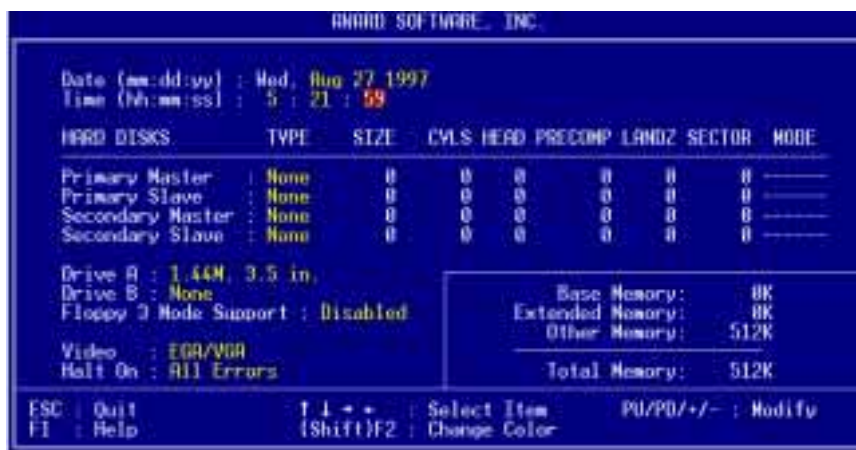 AWARD SOFTWARE, INC.
Date (mm:dd:yy) : Wed, Aug 27 1997
Time (hh:mm:ss) : 5 : 21 : 59
HARD DISKS TYPE SIZE CYLS HEAD PRECOMP LANDZ SECTOR MODE
Primary Master : None 0 0 0 0 0 0 ------
Primary Slave : None 0 0 0 0 0 0 ------
Secondary Master : None 0 0 0 0 0 0 ------
Secondary Slave : None 0 0 0 0 0 0 ------
Drive A : 1.44M, 3.5 in.
Drive B : None
Floppy 3 Mode Support : Disabled
Video : EGA/VGA
Halt On : All Errors
Base Memory: 0K
Extended Memory: 0K
Other Memory: 512K
Total Memory: 512K
ESC : Quit ↑ ↓ → ← : Select Item PU/PD/+/- : Modify
F1 : Help (Shift)F2 : Change Color